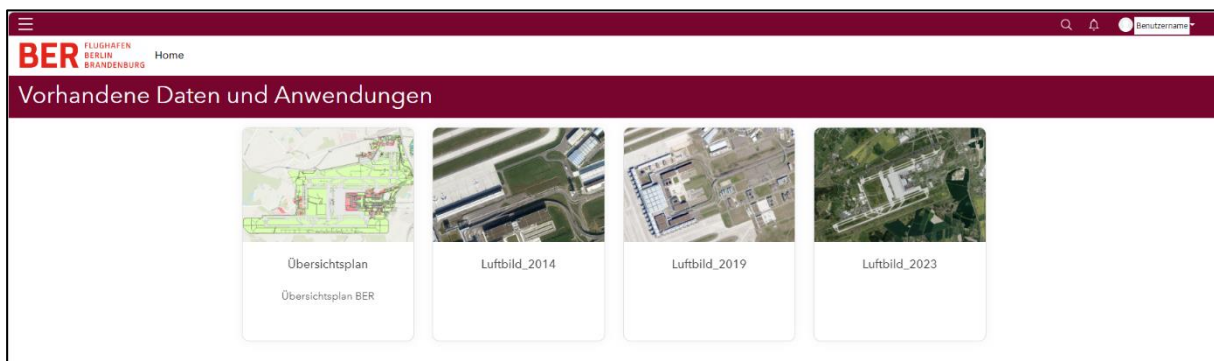 Benutzername
BER FLUGHAFEN
BERLIN
BRANDENBURG
Home
Vorhandene Daten und Anwendungen
Übersichtsplan
Übersichtsplan BER
Luftbild_2014
Luftbild_2019
Luftbild_2023